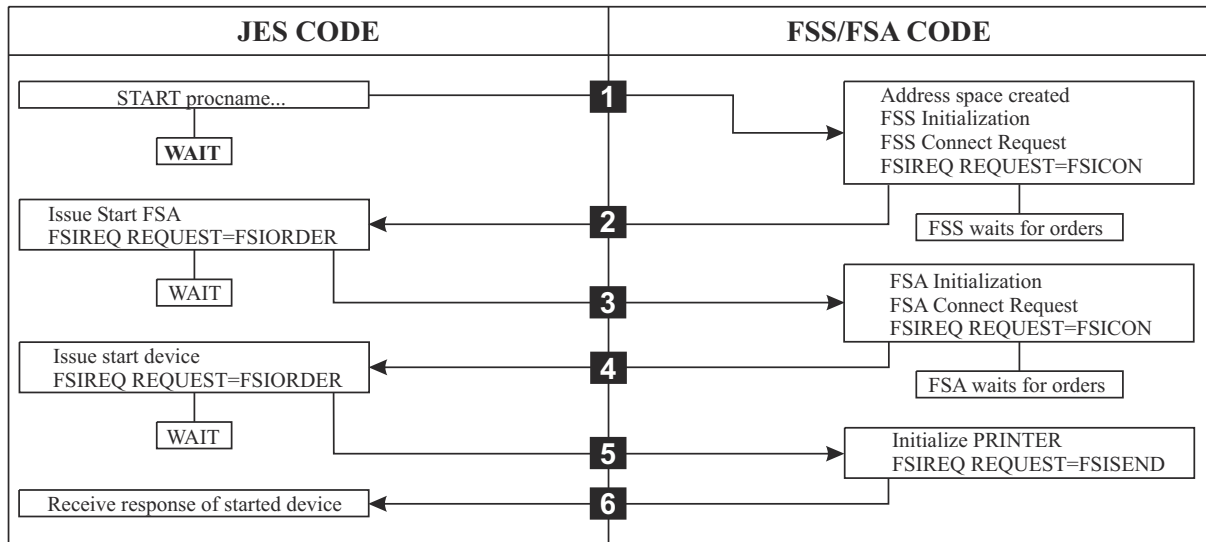 JES CODE
FSS/FSA CODE
START procname...
1
Address space created
FSS Initialization
FSS Connect Request
FSIREQ REQUEST=FSICON
WAIT
Issue Start FSA
FSIREQ REQUEST=FSIORDER
2
FSS waits for orders
WAIT
3
FSA Initialization
FSA Connect Request
FSIREQ REQUEST=FSICON
Issue start device
FSIREQ REQUEST=FSIORDER
4
FSA waits for orders
WAIT
5
Initialize PRINTER
FSIREQ REQUEST=FSISEND
Receive response of started device
6